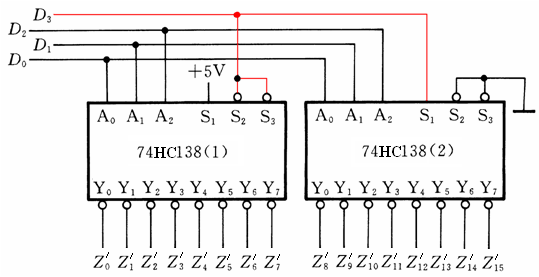 D₃
D₂
D₁
D₀
+5V
A₀ A₁ A₂ S₁ S₂ S₃
A₀ A₁ A₂ S₁ S₂ S₃
74HC138(1)
74HC138(2)
Y₀ Y₁ Y₂ Y₃ Y₄ Y₅ Y₆ Y₇
Y₀ Y₁ Y₂ Y₃ Y₄ Y₅ Y₆ Y₇
Z₀′ Z₁′ Z₂′ Z₃′ Z₄′ Z₅′ Z₆′ Z₇′
Z₈′ Z₉′ Z₁₀′ Z₁₁′ Z₁₂′ Z₁₃′ Z₁₄′ Z₁₅′